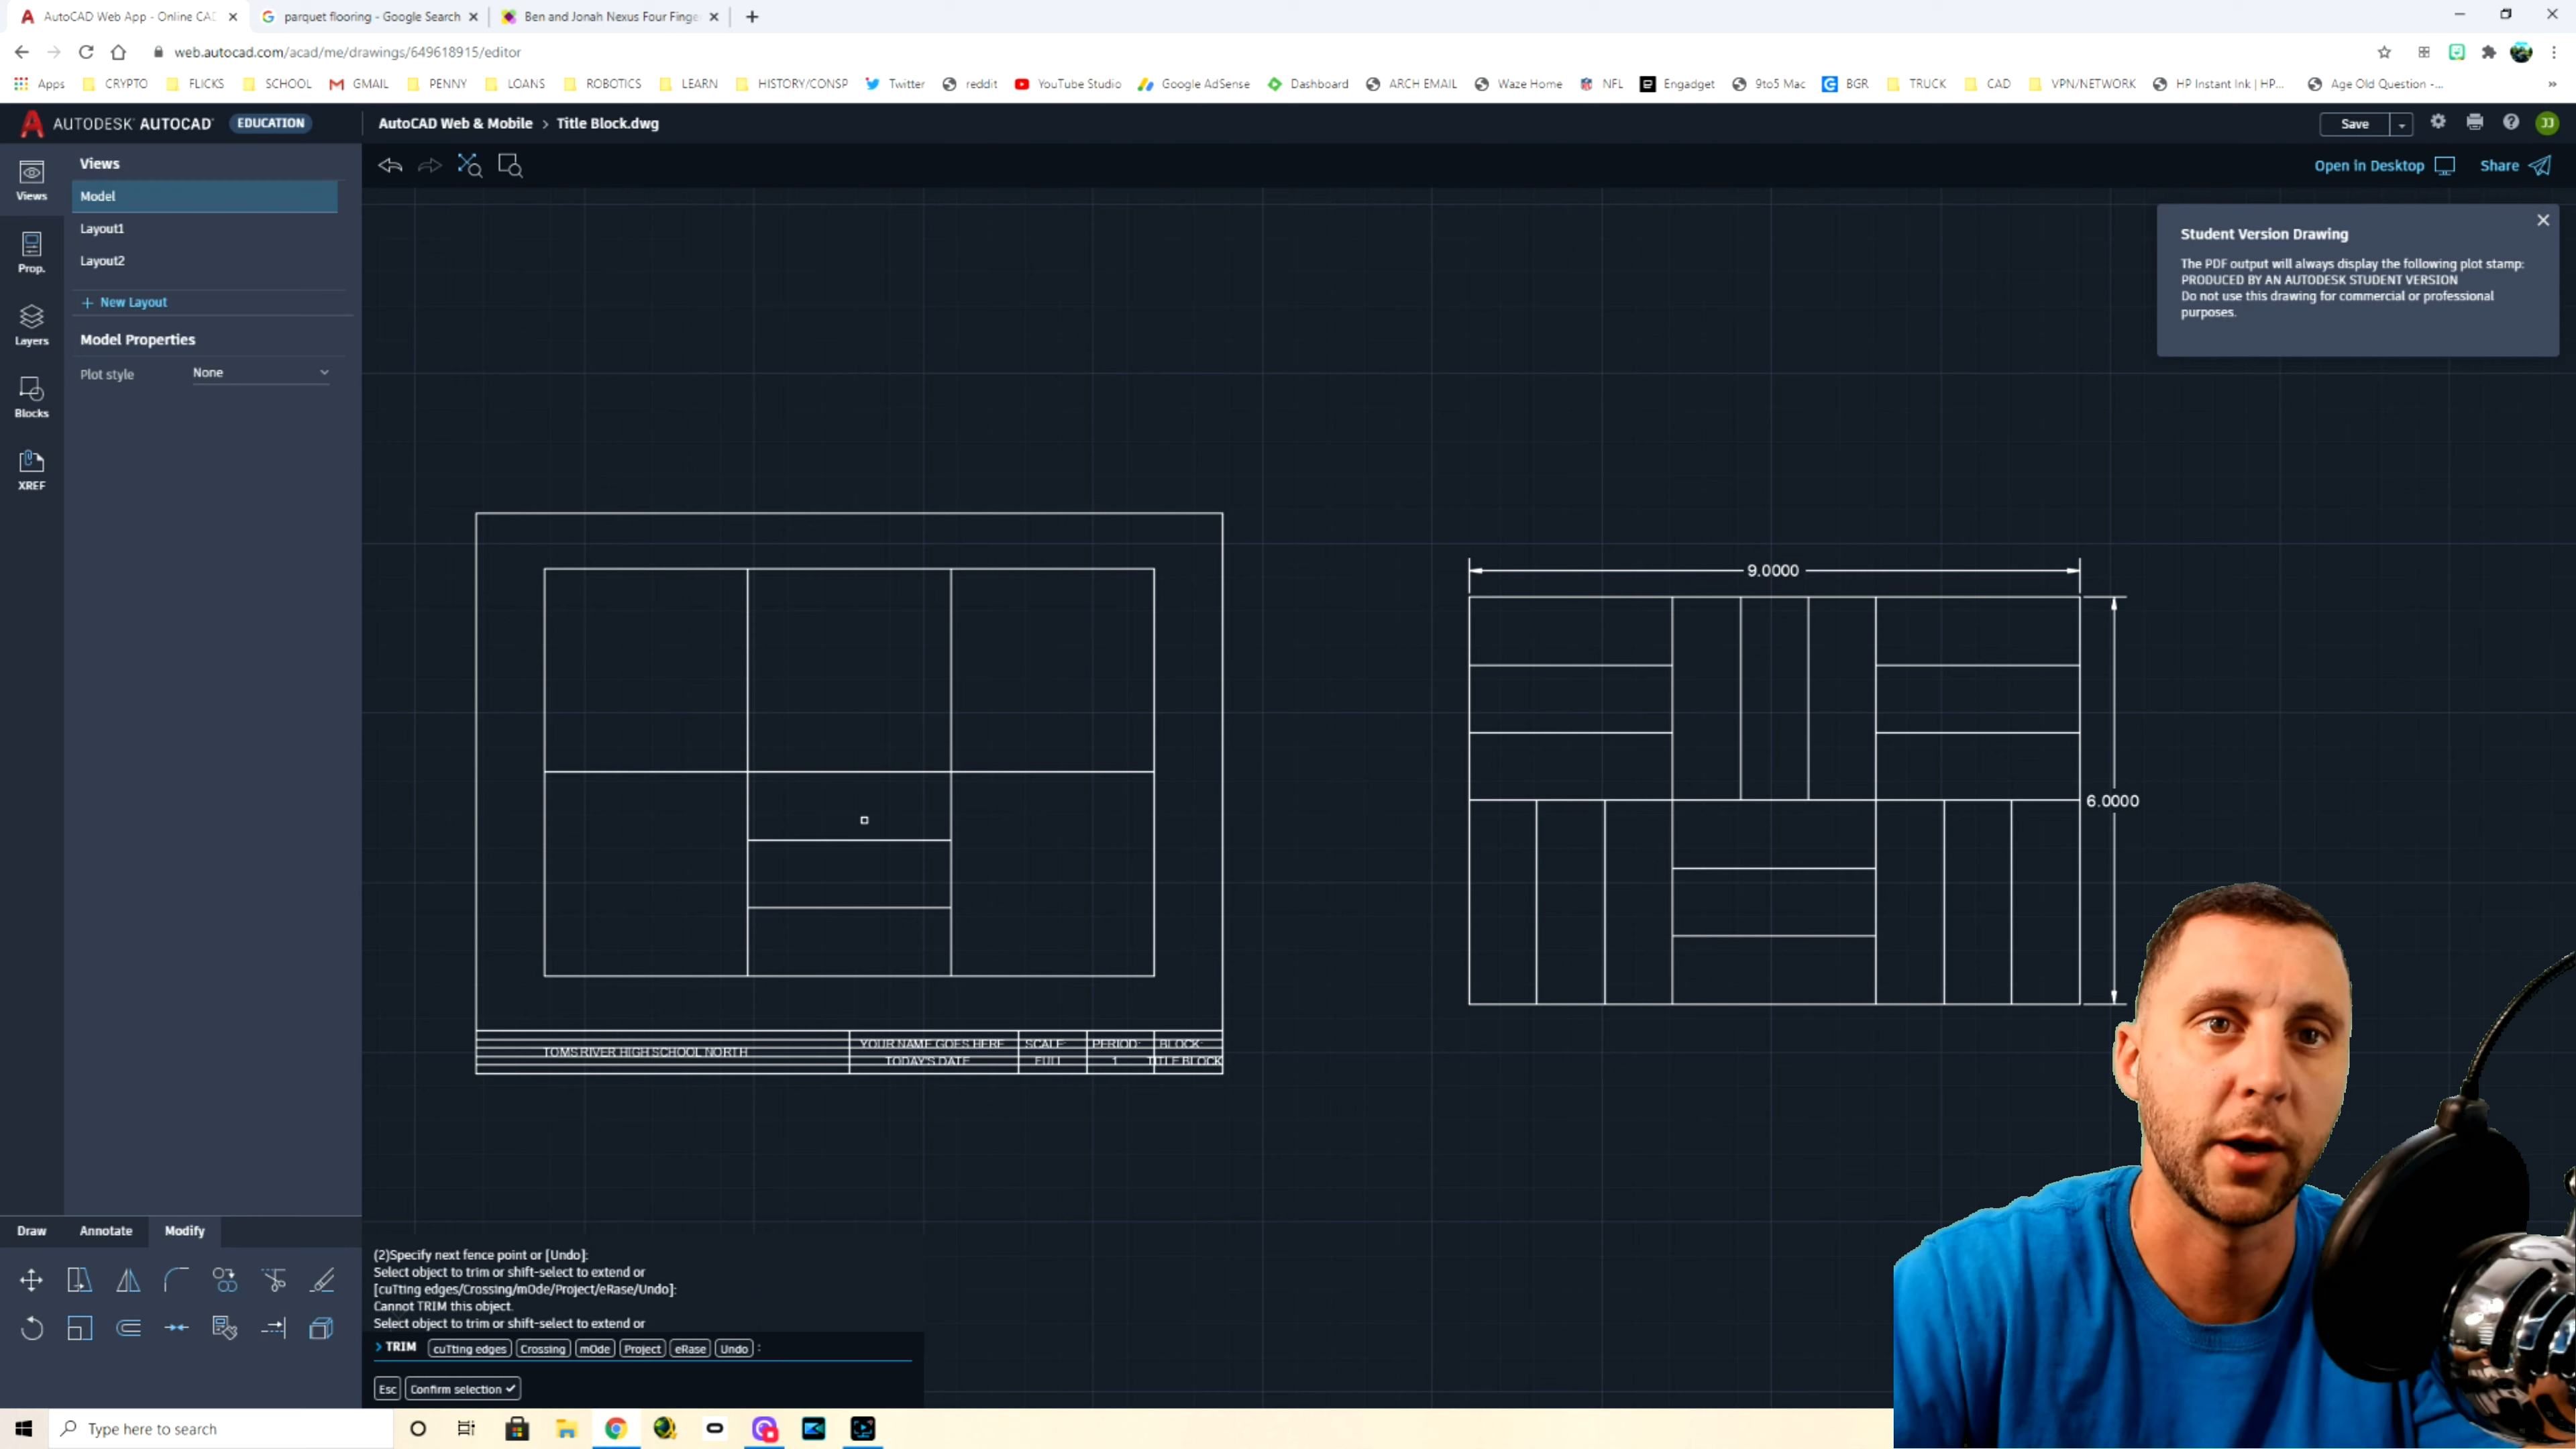 AutoCAD Web App - Online CAD
parquet flooring - Google Search
Ben and Jonah Nexus Four Finge
web.autocad.com/acad/me/drawings/649618915/editor
Apps CRYPTO FLICKS SCHOOL GMAIL PENNY LOANS ROBOTICS LEARN HISTORY/CONSP Twitter reddit YouTube Studio Google AdSense Dashboard ARCH EMAIL Waze Home NFL Engadget 9to5 Mac BGR TRUCK CAD VPN/NETWORK HP Instant Ink | HP... Age Old Question -... »
AUTODESK® AUTOCAD® EDUCATION
AutoCAD Web & Mobile > Title Block.dwg
Save
JJ
Open in Desktop
Share
Views
Prop.
Layers
Blocks
XREF
Views
Model
Layout1
Layout2
+ New Layout
Model Properties
Plot style None
Student Version Drawing
The PDF output will always display the following plot stamp:
PRODUCED BY AN AUTODESK STUDENT VERSION
Do not use this drawing for commercial or professional
purposes.
9.0000
6.0000
TOMS RIVER HIGH SCHOOL NORTH
YOUR NAME GOES HERE
TODAY'S DATE
SCALE:
FULL
PERIOD:
1
BLOCK:
TITLE BLOCK
Draw Annotate Modify
(2)Specify next fence point or [Undo]:
Select object to trim or shift-select to extend or
[cuTting edges/Crossing/mOde/Project/eRase/Undo]:
Cannot TRIM this object.
Select object to trim or shift-select to extend or
> TRIM cuTting edges Crossing mOde Project eRase Undo :
Esc Confirm selection ✓
Type here to search